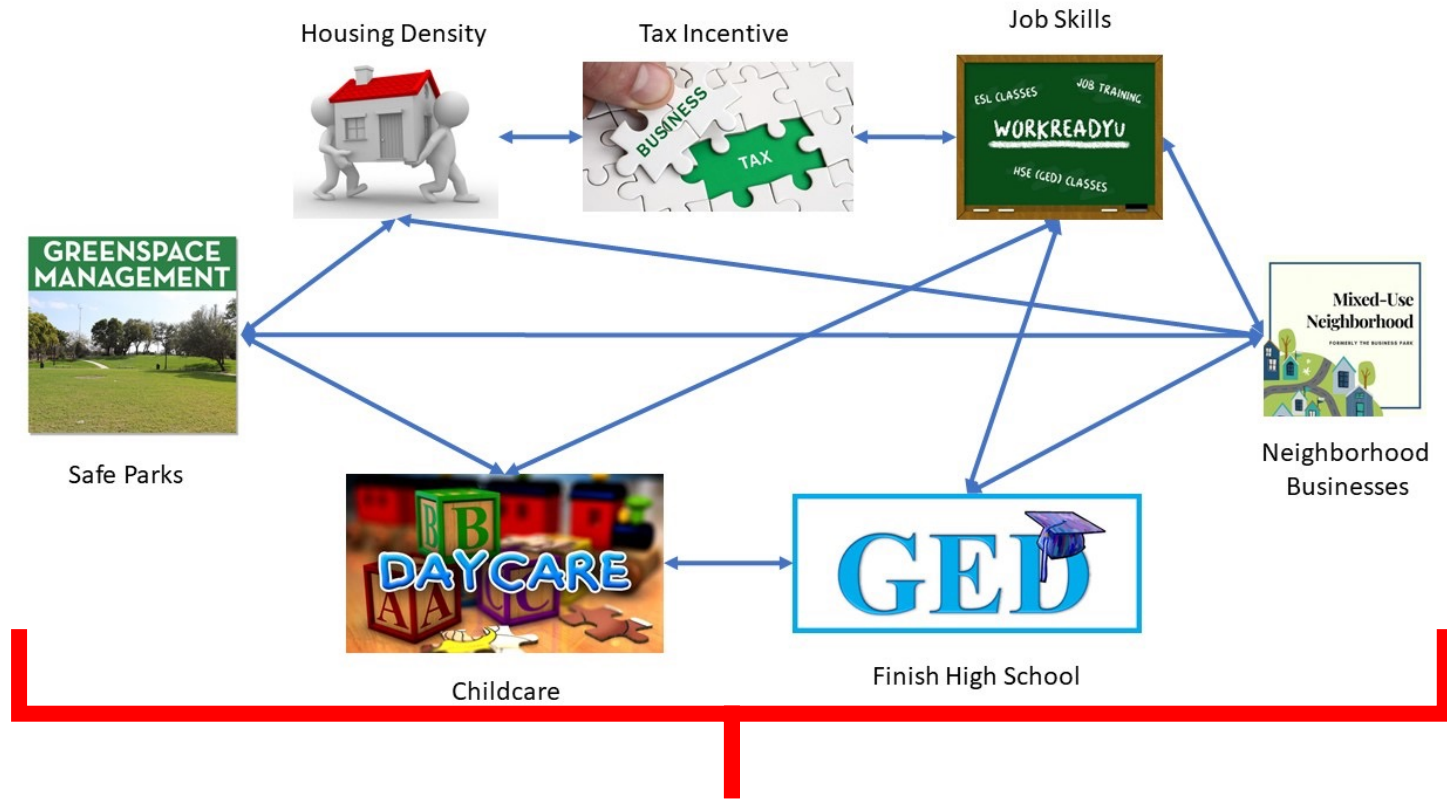 Housing Density
Tax Incentive
Job Skills
BUSINESS
TAX
ESL CLASSES
JOB TRAINING
WORKREADYU
HSE (GED) CLASSES
GREENSPACE
MANAGEMENT
Safe Parks
Mixed-Use
Neighborhood
FORMERLY THE BUSINESS PARK
Neighborhood
Businesses
B
B
DAYCARE
A
A
C
Childcare
GED
Finish High School